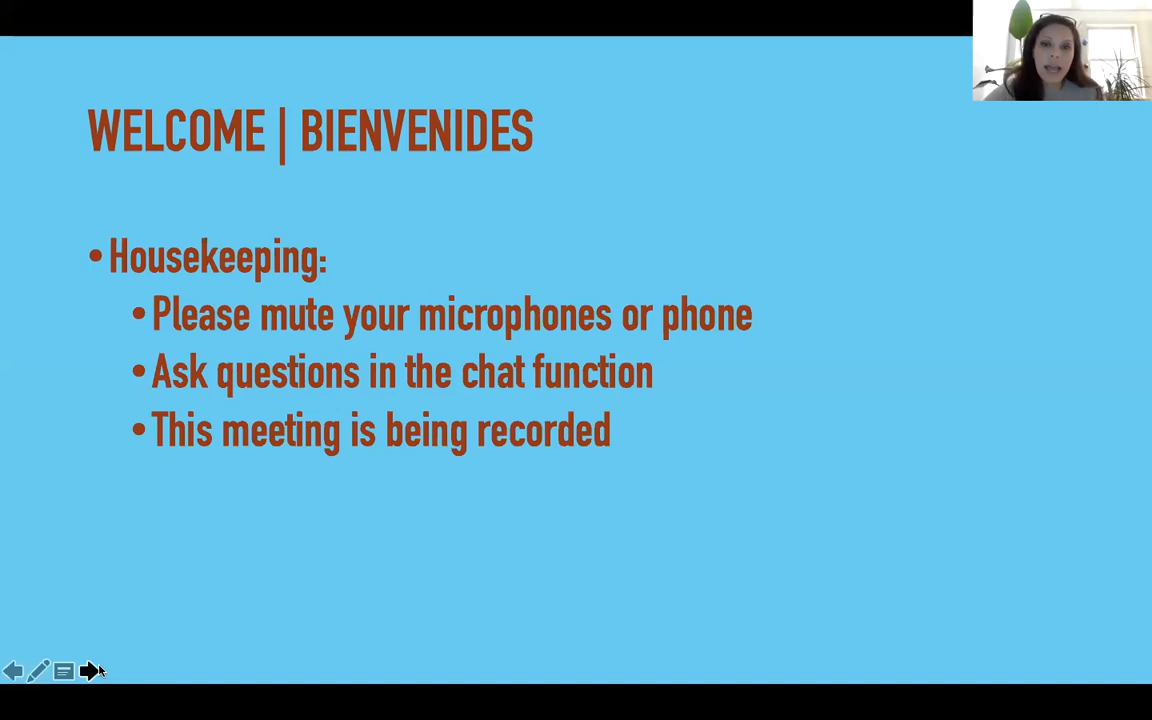 WELCOME | BIENVENIDES
• Housekeeping:
• Please mute your microphones or phone
• Ask questions in the chat function
• This meeting is being recorded